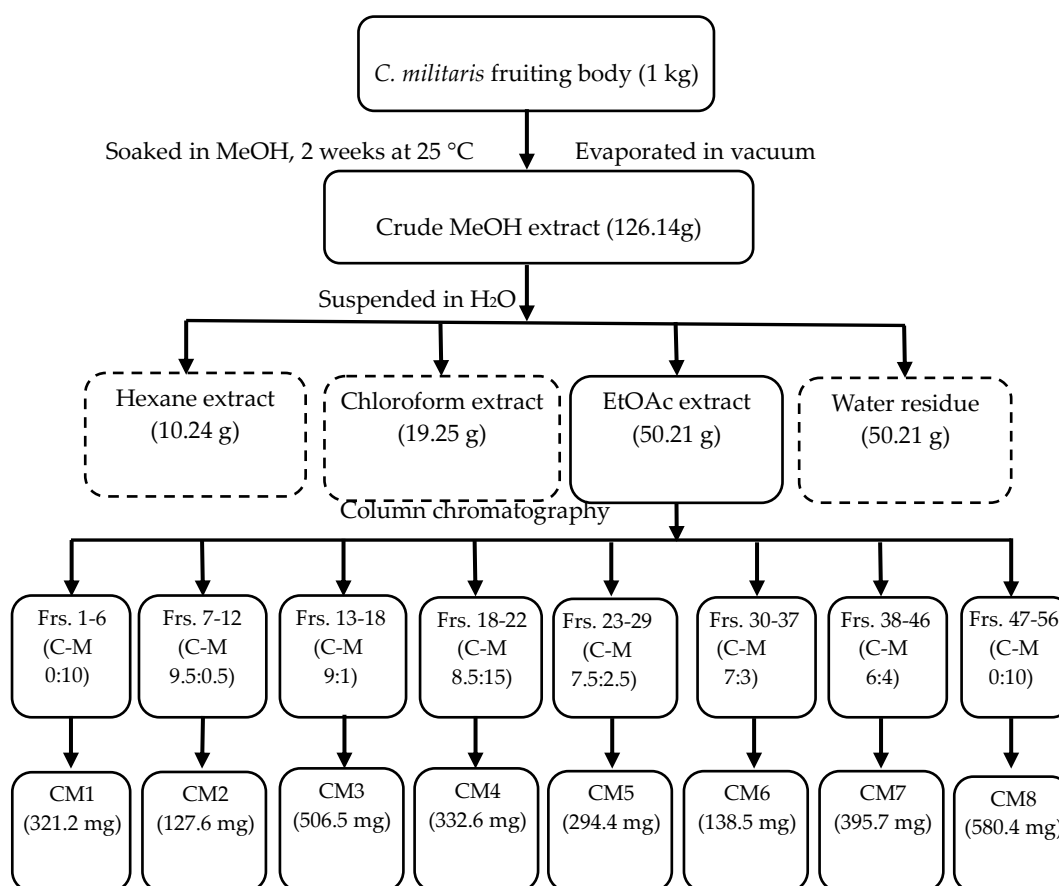 C. militaris fruiting body (1 kg)
Soaked in MeOH, 2 weeks at 25 °C
Evaporated in vacuum
Crude MeOH extract (126.14g)
Suspended in H₂O
Hexane extract
(10.24 g)
Chloroform extract
(19.25 g)
EtOAc extract
(50.21 g)
Water residue
(50.21 g)
Column chromatography
Frs. 1-6
(C-M
0:10)
Frs. 7-12
(C-M
9.5:0.5)
Frs. 13-18
(C-M
9:1)
Frs. 18-22
(C-M
8.5:15)
Frs. 23-29
(C-M
7.5:2.5)
Frs. 30-37
(C-M
7:3)
Frs. 38-46
(C-M
6:4)
Frs. 47-56
(C-M
0:10)
CM1
(321.2 mg)
CM2
(127.6 mg)
CM3
(506.5 mg)
CM4
(332.6 mg)
CM5
(294.4 mg)
CM6
(138.5 mg)
CM7
(395.7 mg)
CM8
(580.4 mg)